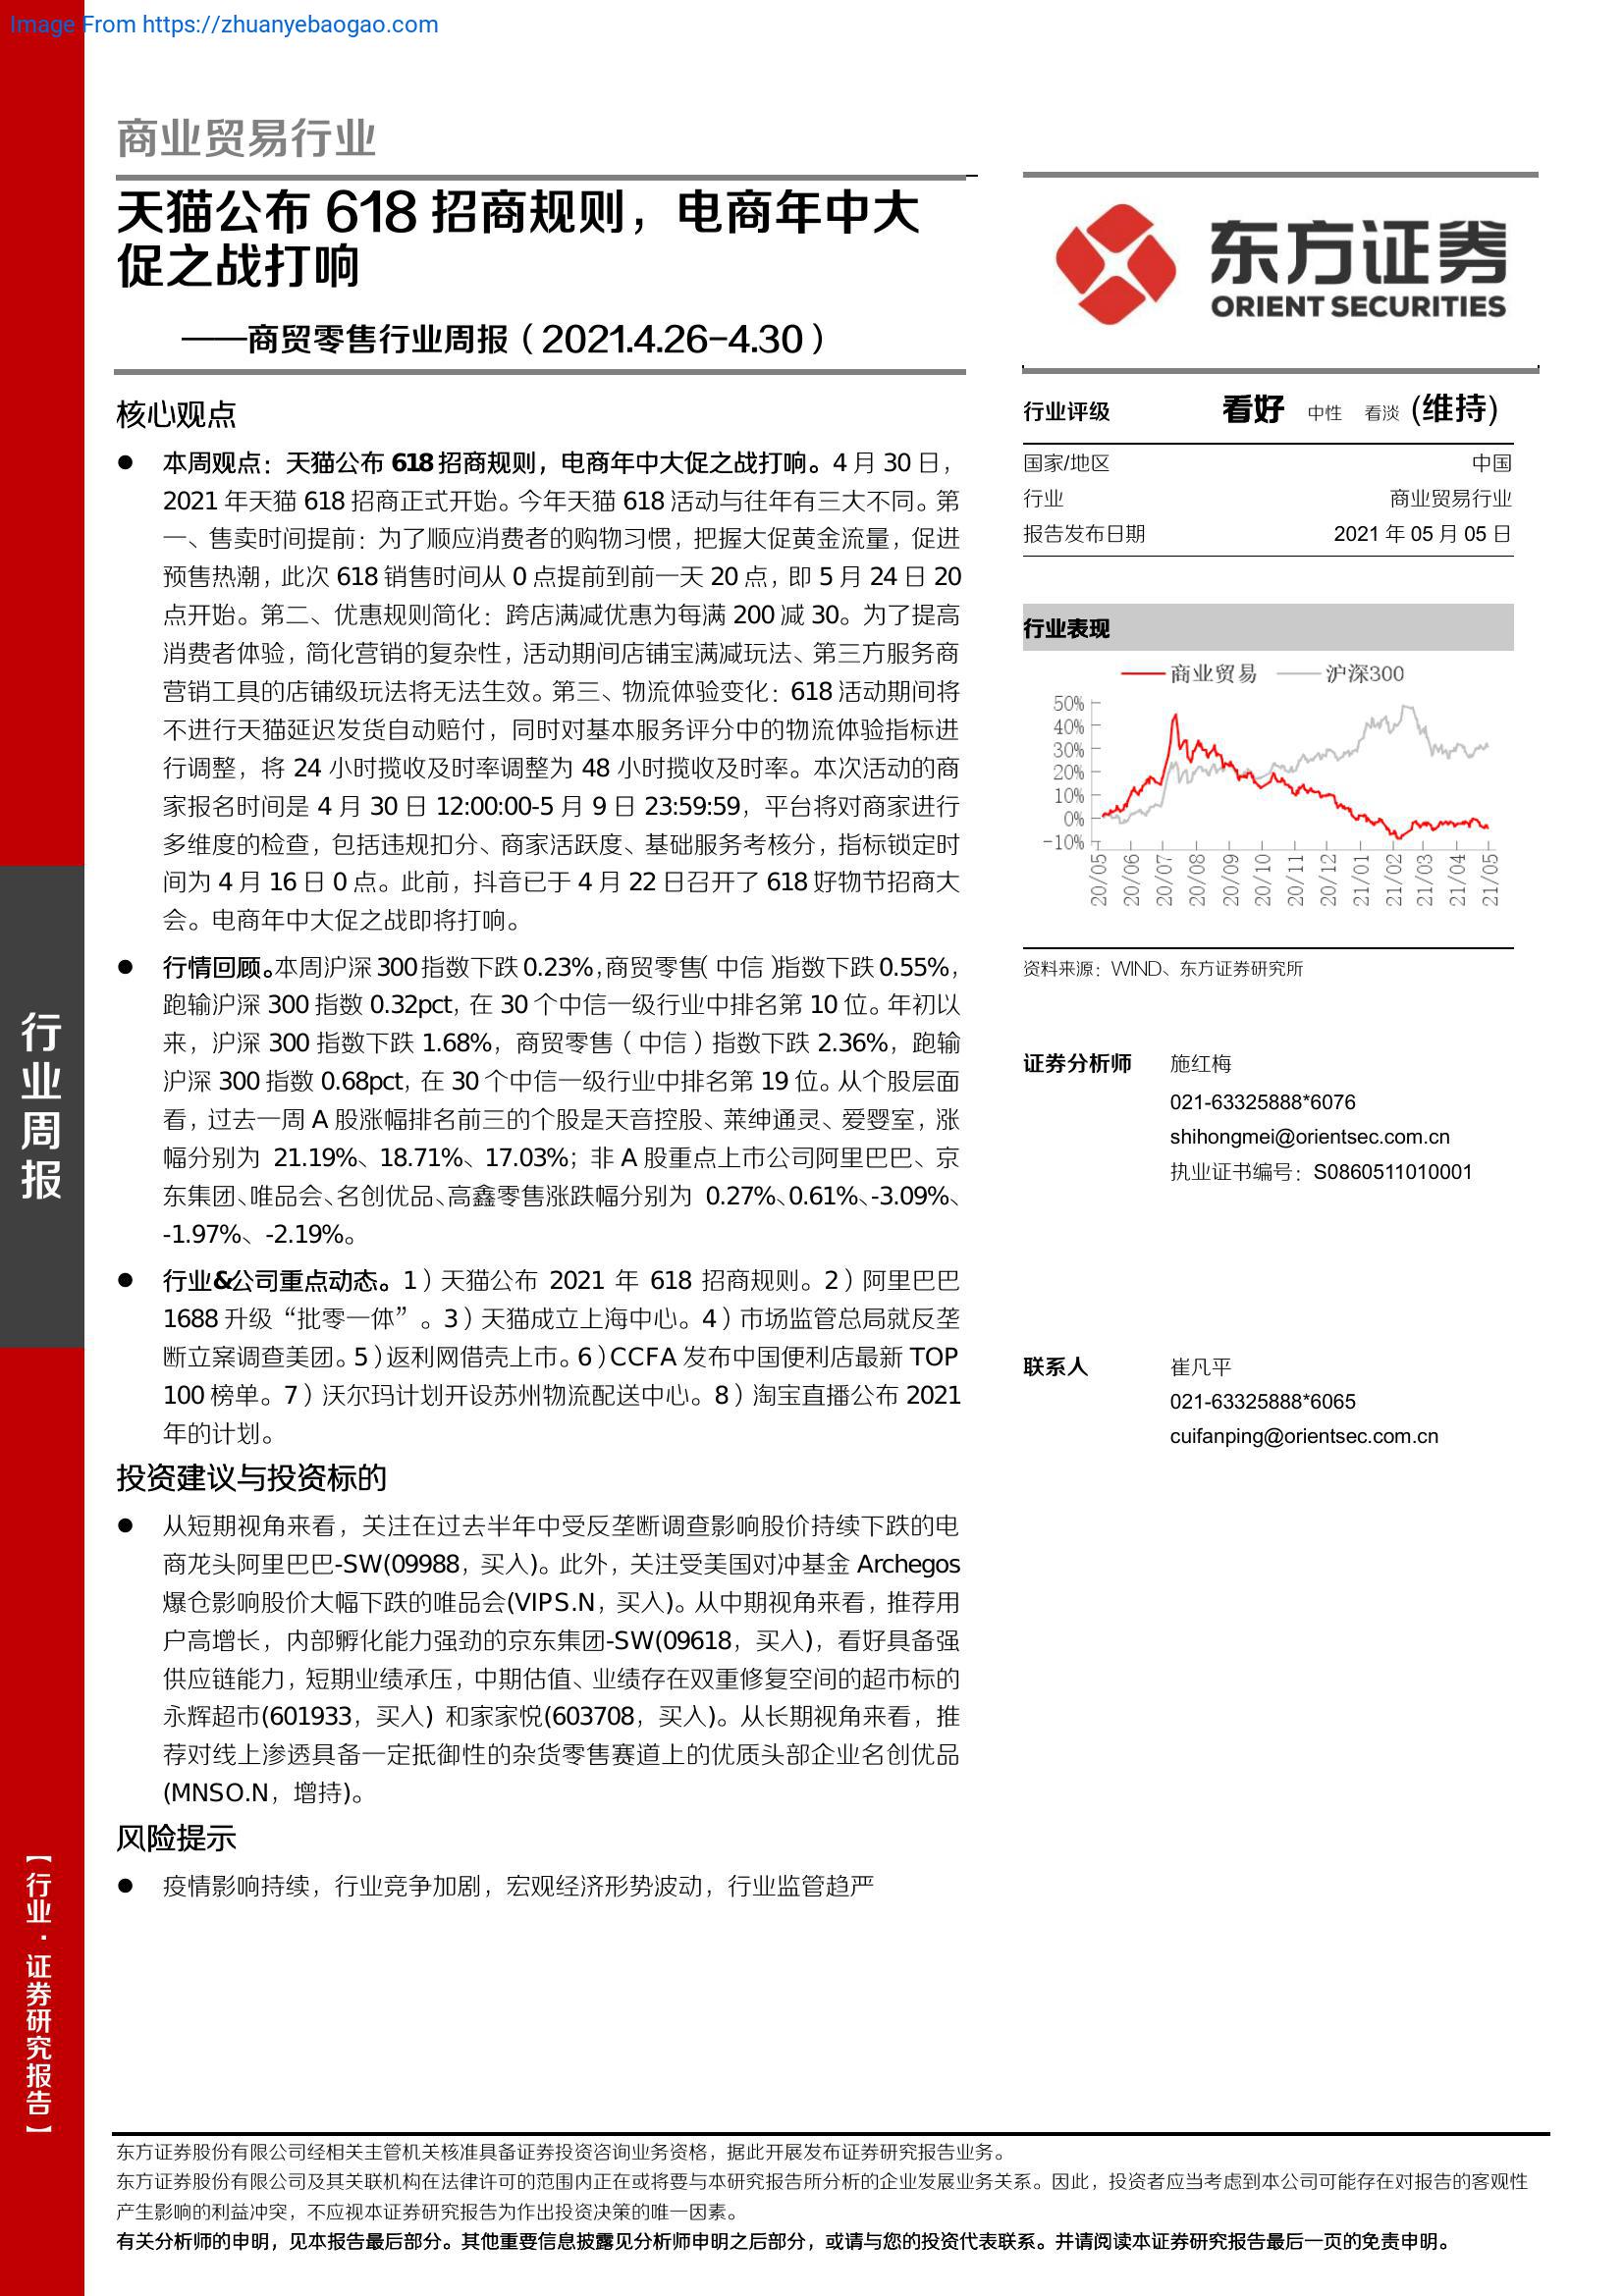 Image From https://zhuanyebaogao.com
商业贸易行业
天猫公布 618 招商规则，电商年中大
促之战打响
——商贸零售行业周报（2021.4.26-4.30）
核心观点
● 本周观点：天猫公布 618 招商规则，电商年中大促之战打响。4 月 30 日，
2021 年天猫 618 招商正式开始。今年天猫 618 活动与往年有三大不同。第
一、售卖时间提前：为了顺应消费者的购物习惯，把握大促黄金流量，促进
预售热潮，此次 618 销售时间从 0 点提前到前一天 20 点，即 5 月 24 日 20
点开始。第二、优惠规则简化：跨店满减优惠为每满 200 减 30。为了提高
消费者体验，简化营销的复杂性，活动期间店铺宝满减玩法、第三方服务商
营销工具的店铺级玩法将无法生效。第三、物流体验变化：618 活动期间将
不进行天猫延迟发货自动赔付，同时对基本服务评分中的物流体验指标进
行调整，将 24 小时揽收及时率调整为 48 小时揽收及时率。本次活动的商
家报名时间是 4 月 30 日 12:00:00-5 月 9 日 23:59:59，平台将对商家进行
多维度的检查，包括违规扣分、商家活跃度、基础服务考核分，指标锁定时
间为 4 月 16 日 0 点。此前，抖音已于 4 月 22 日召开了 618 好物节招商大
会。电商年中大促之战即将打响。
● 行情回顾。本周沪深 300 指数下跌 0.23%，商贸零售（中信）指数下跌 0.55%，
跑输沪深 300 指数 0.32pct，在 30 个中信一级行业中排名第 10 位。年初以
来，沪深 300 指数下跌 1.68%，商贸零售（中信）指数下跌 2.36%，跑输
沪深 300 指数 0.68pct，在 30 个中信一级行业中排名第 19 位。从个股层面
看，过去一周 A 股涨幅排名前三的个股是天音控股、莱绅通灵、爱婴室，涨
幅分别为 21.19%、18.71%、17.03%；非 A 股重点上市公司阿里巴巴、京
东集团、唯品会、名创优品、高鑫零售涨跌幅分别为 0.27%、0.61%、-3.09%、
-1.97%、-2.19%。
● 行业&公司重点动态。1）天猫公布 2021 年 618 招商规则。2）阿里巴巴
1688 升级“批零一体”。3）天猫成立上海中心。4）市场监管总局就反垄
断立案调查美团。5）返利网借壳上市。6）CCFA 发布中国便利店最新 TOP
100 榜单。7）沃尔玛计划开设苏州物流配送中心。8）淘宝直播公布 2021
年的计划。
投资建议与投资标的
● 从短期视角来看，关注在过去半年中受反垄断调查影响股价持续下跌的电
商龙头阿里巴巴-SW(09988，买入)。此外，关注受美国对冲基金 Archegos
爆仓影响股价大幅下跌的唯品会(VIPS.N，买入)。从中期视角来看，推荐用
户高增长，内部孵化能力强劲的京东集团-SW(09618，买入)，看好具备强
供应链能力，短期业绩承压，中期估值、业绩存在双重修复空间的超市标的
永辉超市(601933，买入) 和家家悦(603708，买入)。从长期视角来看，推
荐对线上渗透具备一定抵御性的杂货零售赛道上的优质头部企业名创优品
(MNSO.N，增持)。
风险提示
● 疫情影响持续，行业竞争加剧，宏观经济形势波动，行业监管趋严
东方证券
ORIENT SECURITIES
行业评级 看好 中性 看淡 (维持)
国家/地区 中国
行业 商业贸易行业
报告发布日期 2021 年 05 月 05 日
行业表现
商业贸易 沪深300
50%
40%
30%
20%
10%
0%
-10%
20/05 20/06 20/07 20/08 20/09 20/10 20/11 20/12 21/01 21/02 21/03 21/04 21/05
资料来源：WIND、东方证券研究所
证券分析师 施红梅
021-63325888*6076
shihongmei@orientsec.com.cn
执业证书编号：S0860511010001
联系人 崔凡平
021-63325888*6065
cuifanping@orientsec.com.cn
行业周报
【行业·证券研究报告】
东方证券股份有限公司经相关主管机关核准具备证券投资咨询业务资格，据此开展发布证券研究报告业务。
东方证券股份有限公司及其关联机构在法律许可的范围内正在或将要与本研究报告所分析的企业发展业务关系。因此，投资者应当考虑到本公司可能存在对报告的客观性
产生影响的利益冲突，不应视本证券研究报告为作出投资决策的唯一因素。
有关分析师的申明，见本报告最后部分。其他重要信息披露见分析师申明之后部分，或请与您的投资代表联系。并请阅读本证券研究报告最后一页的免责申明。